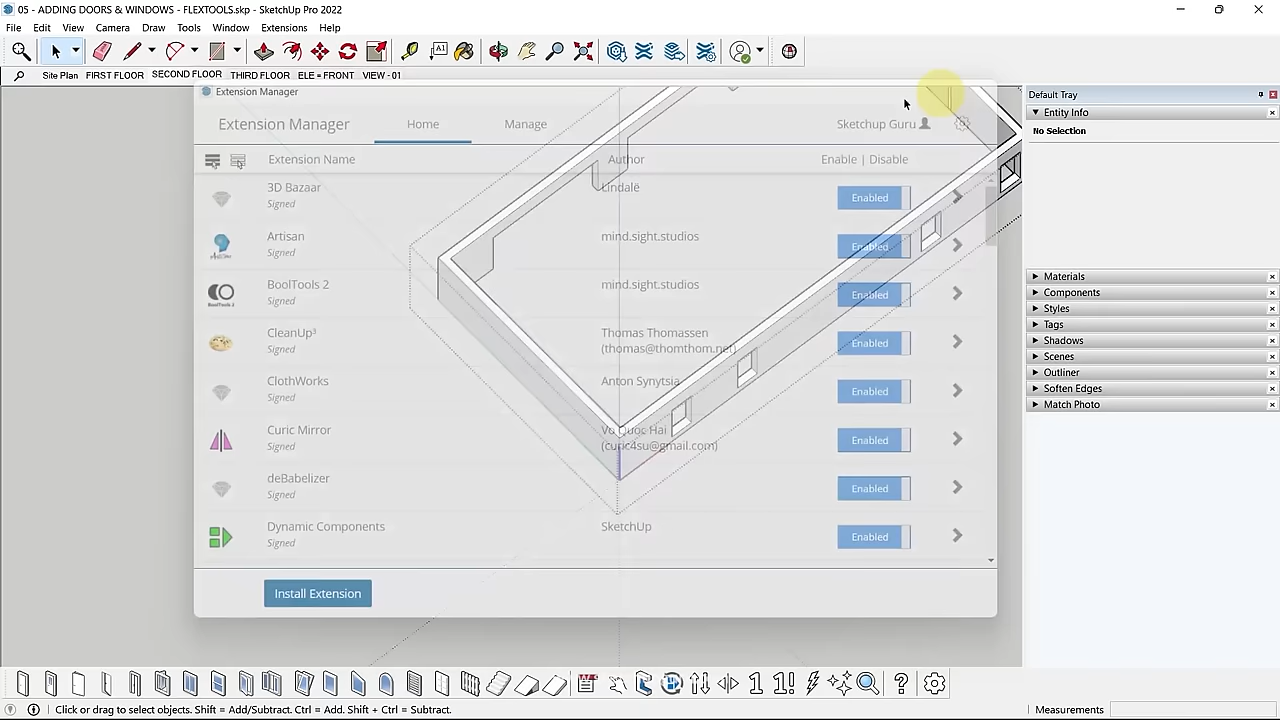 05 - ADDING DOORS & WINDOWS - FLEXTOOLS.skp - SketchUp Pro 2022
File Edit View Camera Draw Tools Window Extensions Help
Site Plan FIRST FLOOR SECOND FLOOR THIRD FLOOR ELE = FRONT VIEW - 01
Extension Manager
Extension Manager Home Manage Sketchup Guru
Extension Name Author Enable | Disable
3D Bazaar Lindalë Enabled
Signed
Artisan mind.sight.studios Enabled
Signed
BoolTools 2 mind.sight.studios Enabled
Signed
CleanUp³ Thomas Thomassen (thomas@thomthom.net) Enabled
Signed
ClothWorks Anton Synytsia Enabled
Signed
Curic Mirror Vo Quoc Hai (curic4su@gmail.com) Enabled
Signed
deBabelizer Enabled
Signed
Dynamic Components SketchUp Enabled
Signed
Install Extension
Default Tray
Entity Info
No Selection
Materials
Components
Styles
Tags
Shadows
Scenes
Outliner
Soften Edges
Match Photo
Click or drag to select objects. Shift = Add/Subtract. Ctrl = Add. Shift + Ctrl = Subtract.
Measurements